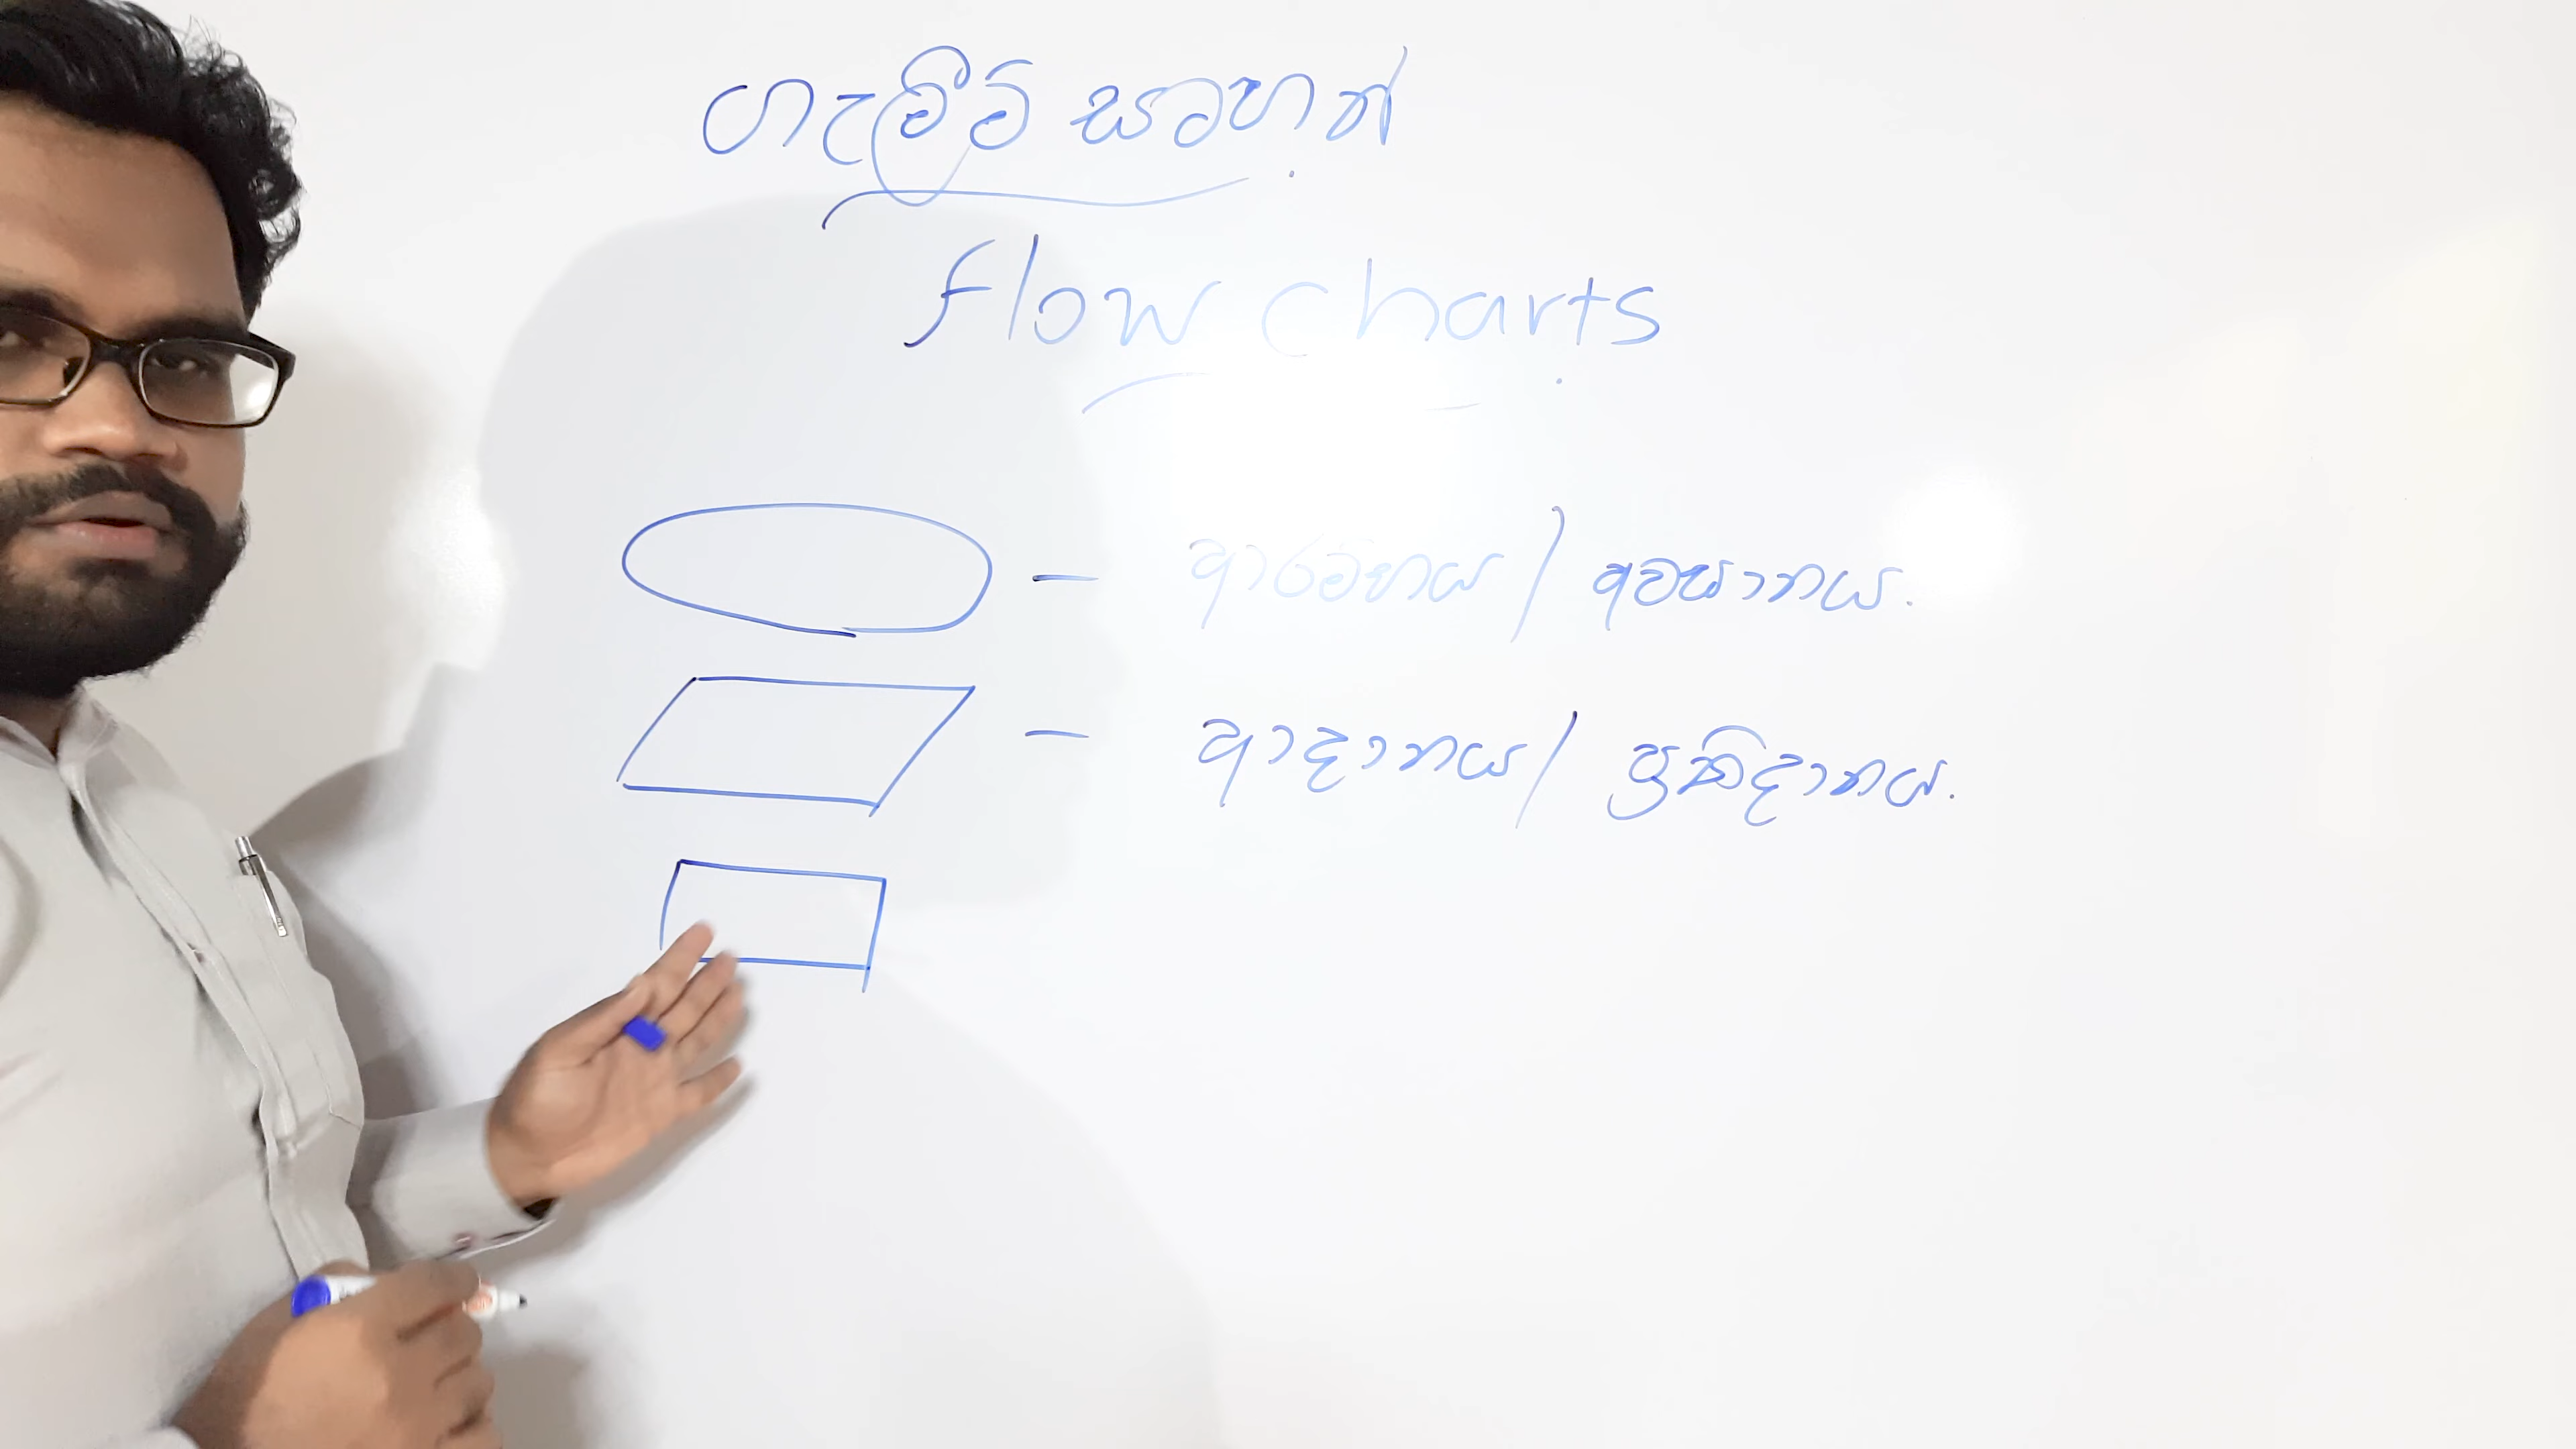 ගැලීම් සටහන්
flow charts
– ආරම්භය / අවසානය.
– ආදානය / ප්‍රතිදානය.